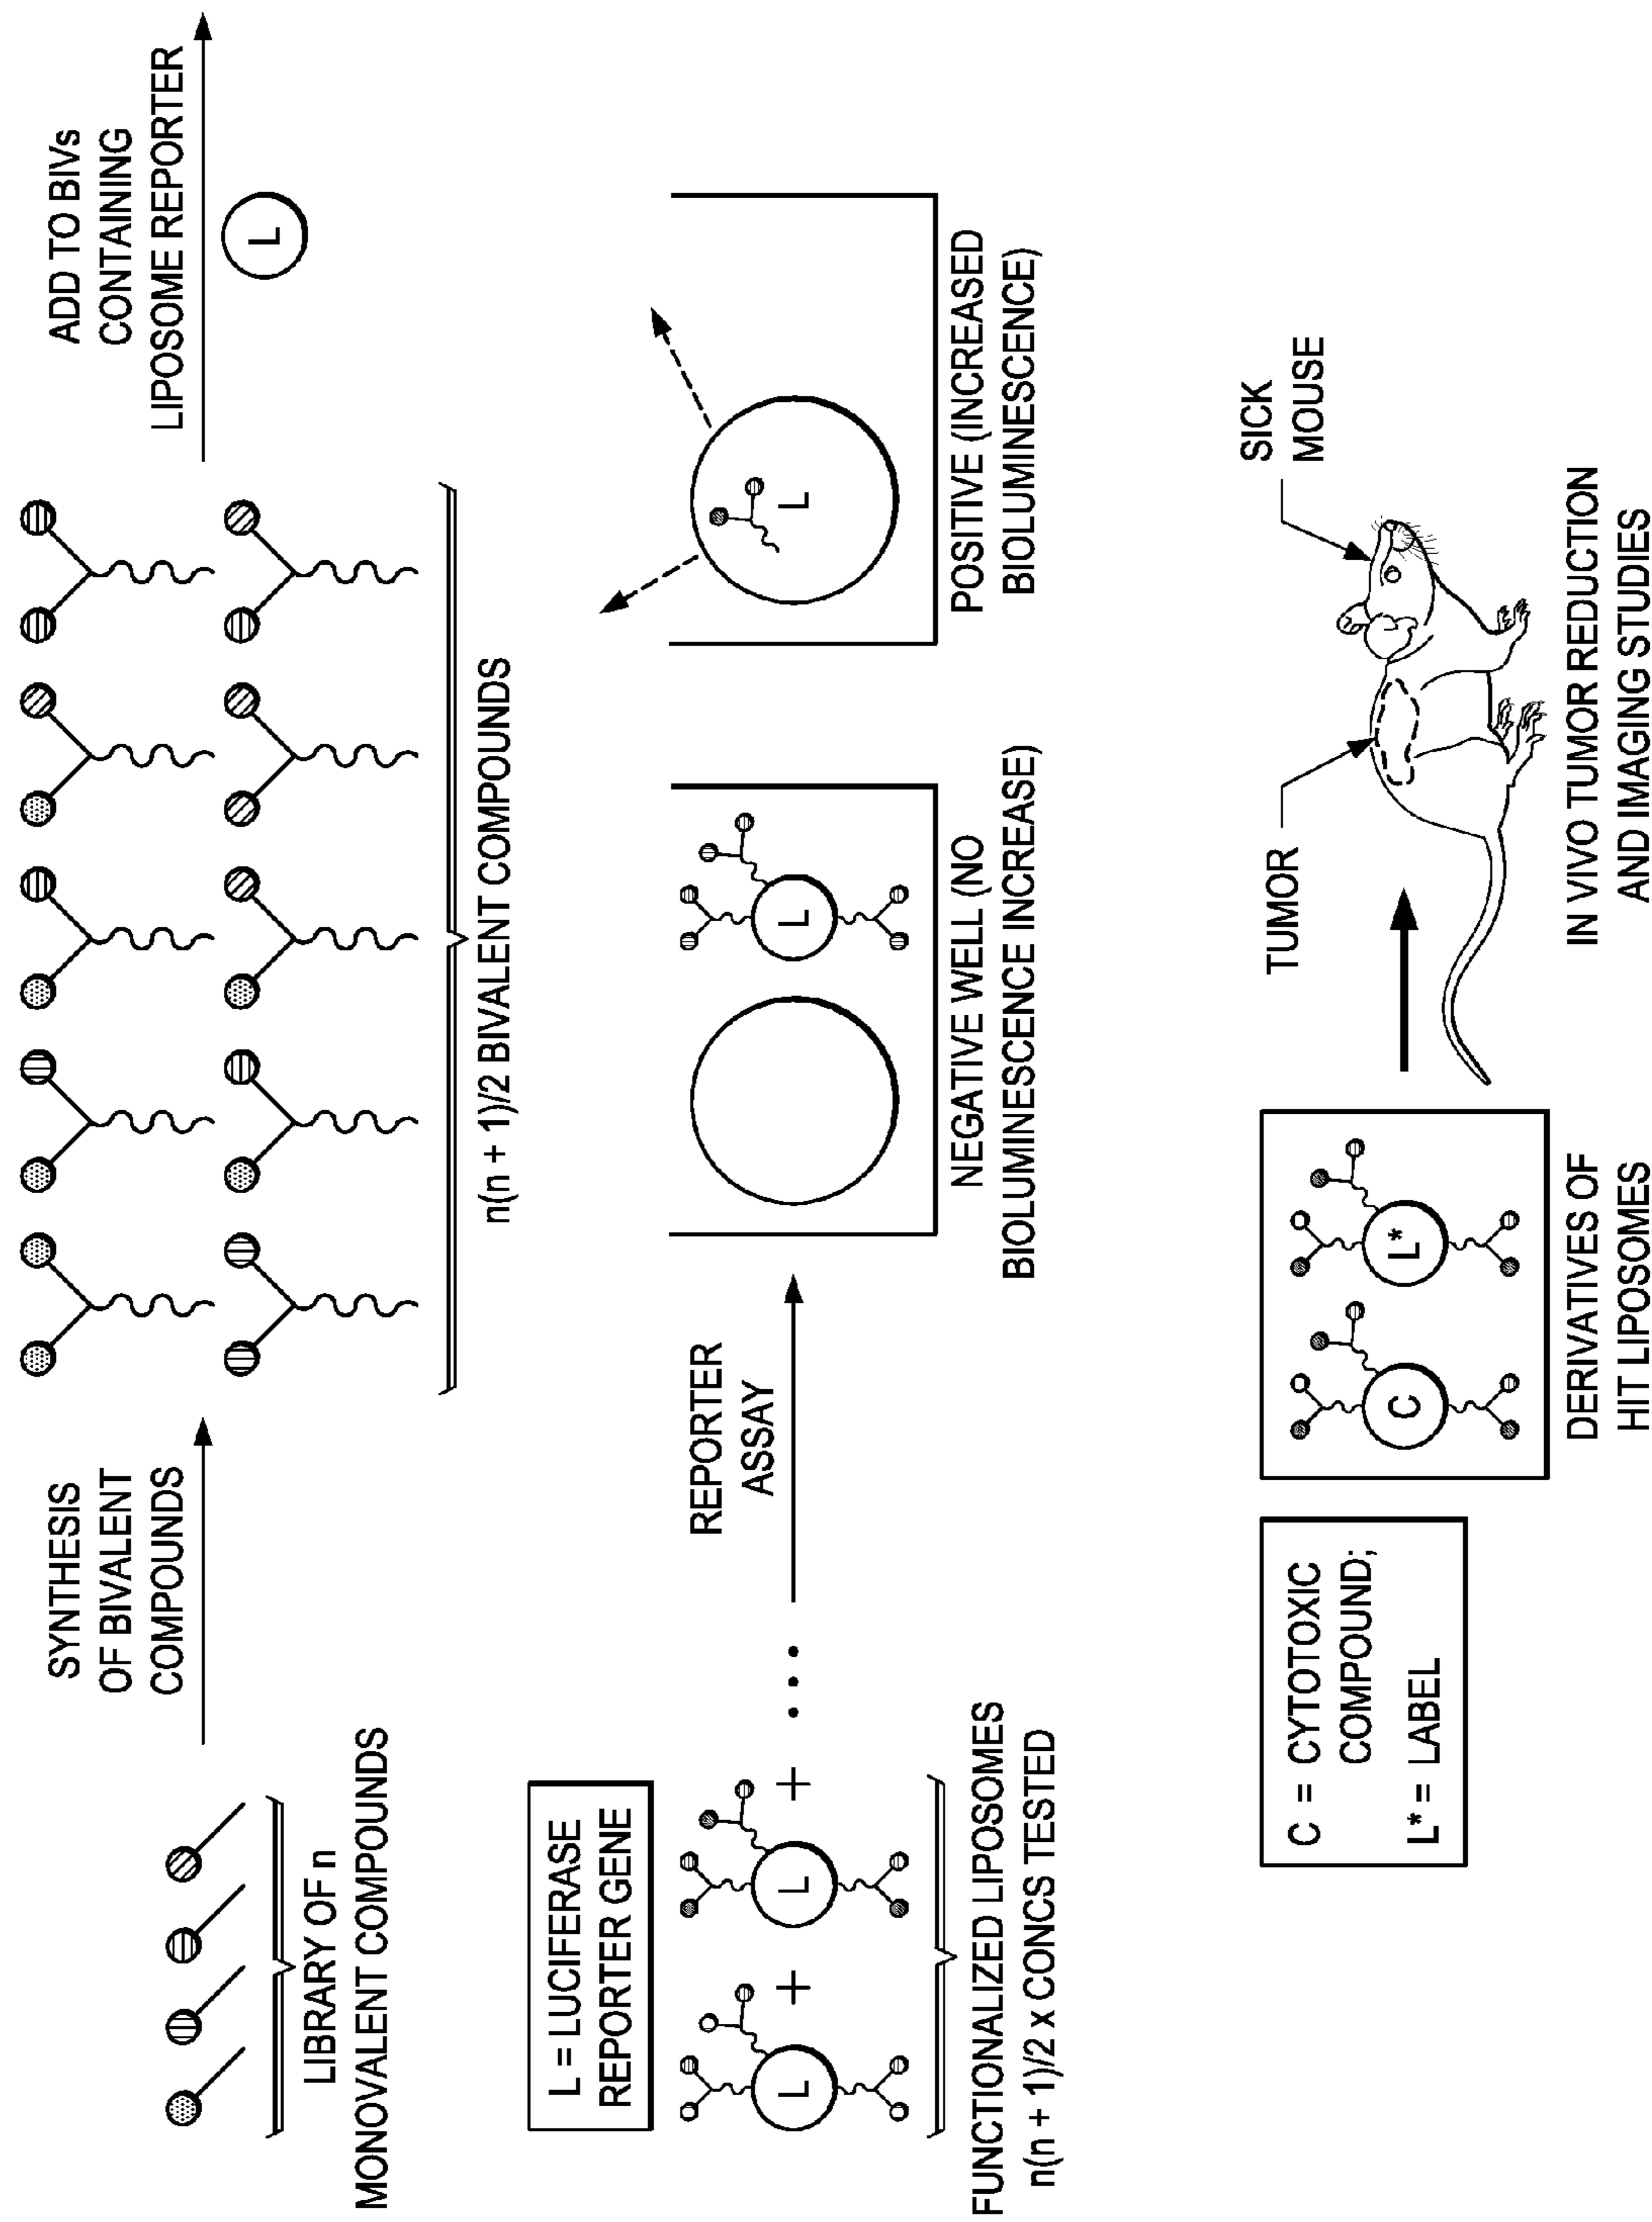 SYNTHESIS
OF BIVALENT
COMPOUNDS
ADD TO BIVs
CONTAINING
LIPOSOME REPORTER
L
LIBRARY OF n
MONOVALENT COMPOUNDS
n(n + 1)/2 BIVALENT COMPOUNDS
L = LUCIFERASE
REPORTER GENE
L
+
L
+
REPORTER
ASSAY
L
L
FUNCTIONALIZED LIPOSOMES
n(n + 1)/2 x CONCS TESTED
NEGATIVE WELL (NO
BIOLUMINESCENCE INCREASE)
POSITIVE (INCREASED
BIOLUMINESCENCE)
C = CYTOTOXIC
COMPOUND;
L* = LABEL
C
L*
DERIVATIVES OF
HIT LIPOSOMES
TUMOR
SICK
MOUSE
IN VIVO TUMOR REDUCTION
AND IMAGING STUDIES